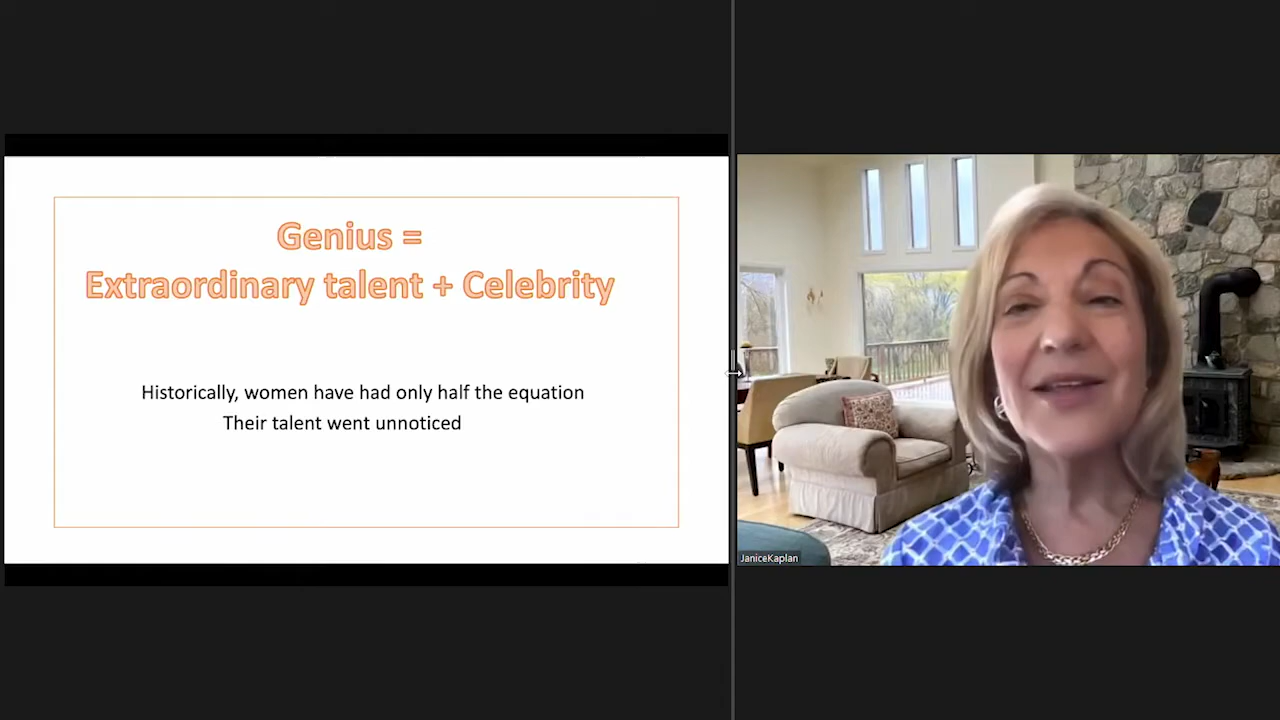 Genius =
Extraordinary talent + Celebrity
Historically, women have had only half the equation
Their talent went unnoticed
JaniceKaplan